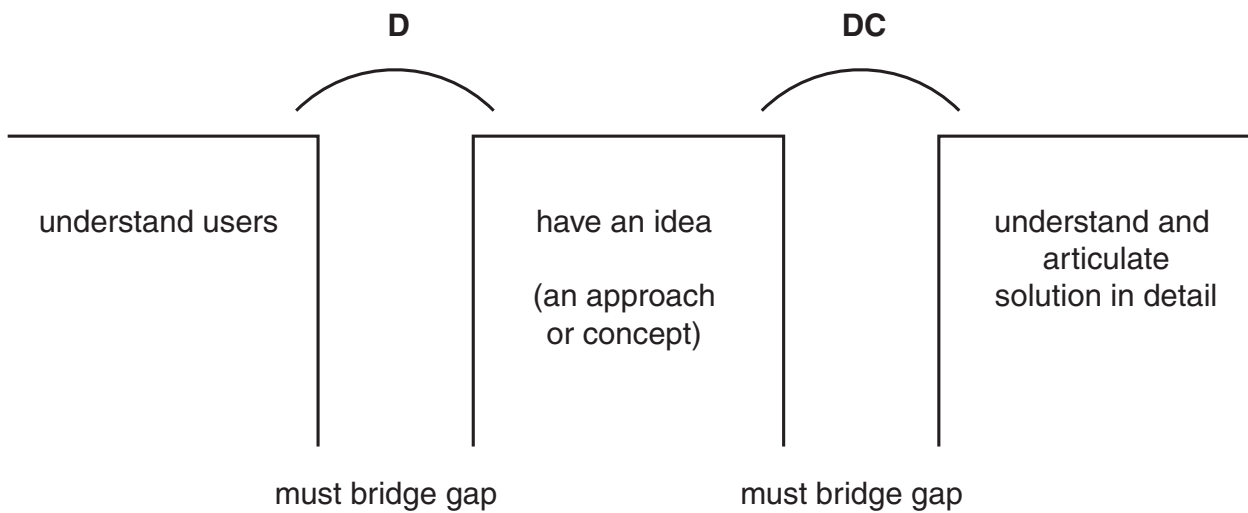 D
DC
understand users
have an idea
(an approach
or concept)
understand and
articulate
solution in detail
must bridge gap
must bridge gap